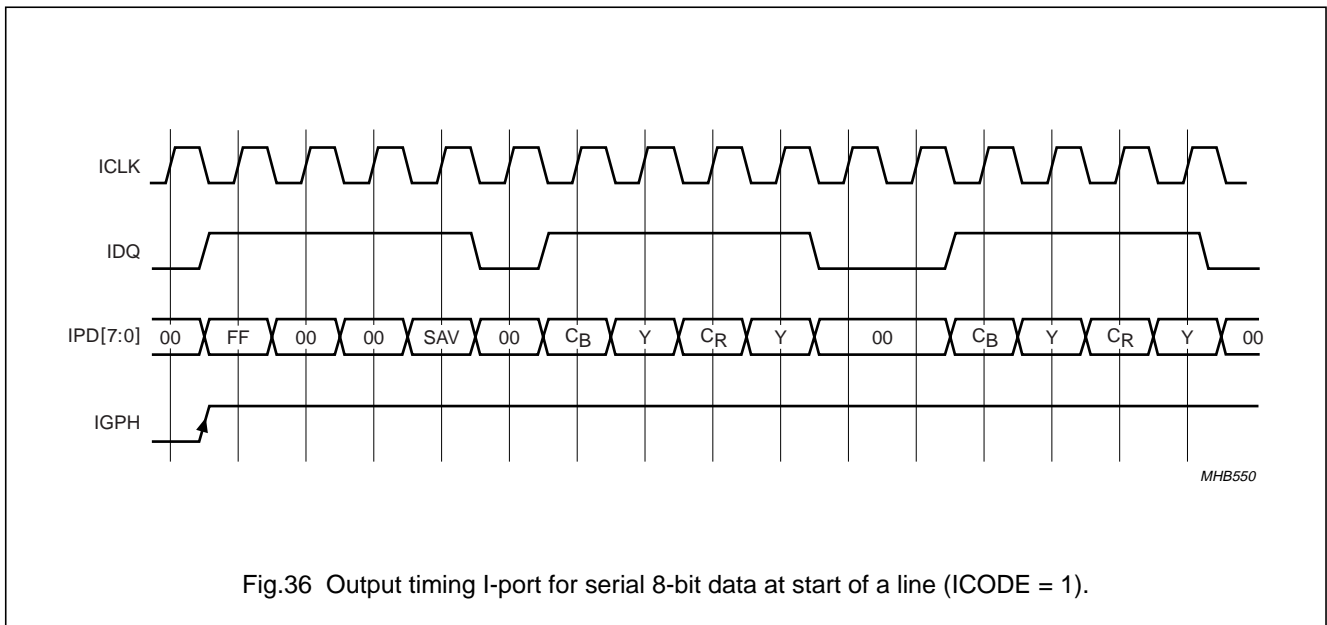 ICLK
IDQ
IPD[7:0] 00 FF 00 00 SAV 00 CB Y CR Y 00 CB Y CR Y 00
IGPH
MHB550
Fig.36 Output timing I-port for serial 8-bit data at start of a line (ICODE = 1).